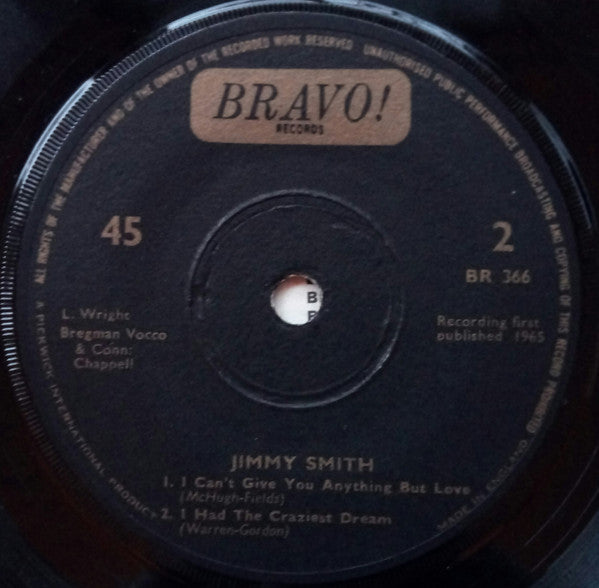 ALL RIGHTS OF THE MANUFACTURER AND OF THE OWNER OF THE RECORDED WORK RESERVED UNAUTHORISED PUBLIC PERFORMANCE BROADCASTING AND COPYING OF THIS RECORD PROHIBITED
BRAVO!
RECORDS
45
2
BR 366
L. Wright
Bregman Vocco
& Conn:
Chappell
Recording first
published 1965
B
JIMMY SMITH
1. I Can't Give You Anything But Love
(McHugh-Fields)
2. I Had The Craziest Dream
(Warren-Gordon)
A PICKWICK INTERNATIONAL PRODUCT
MADE IN ENGLAND